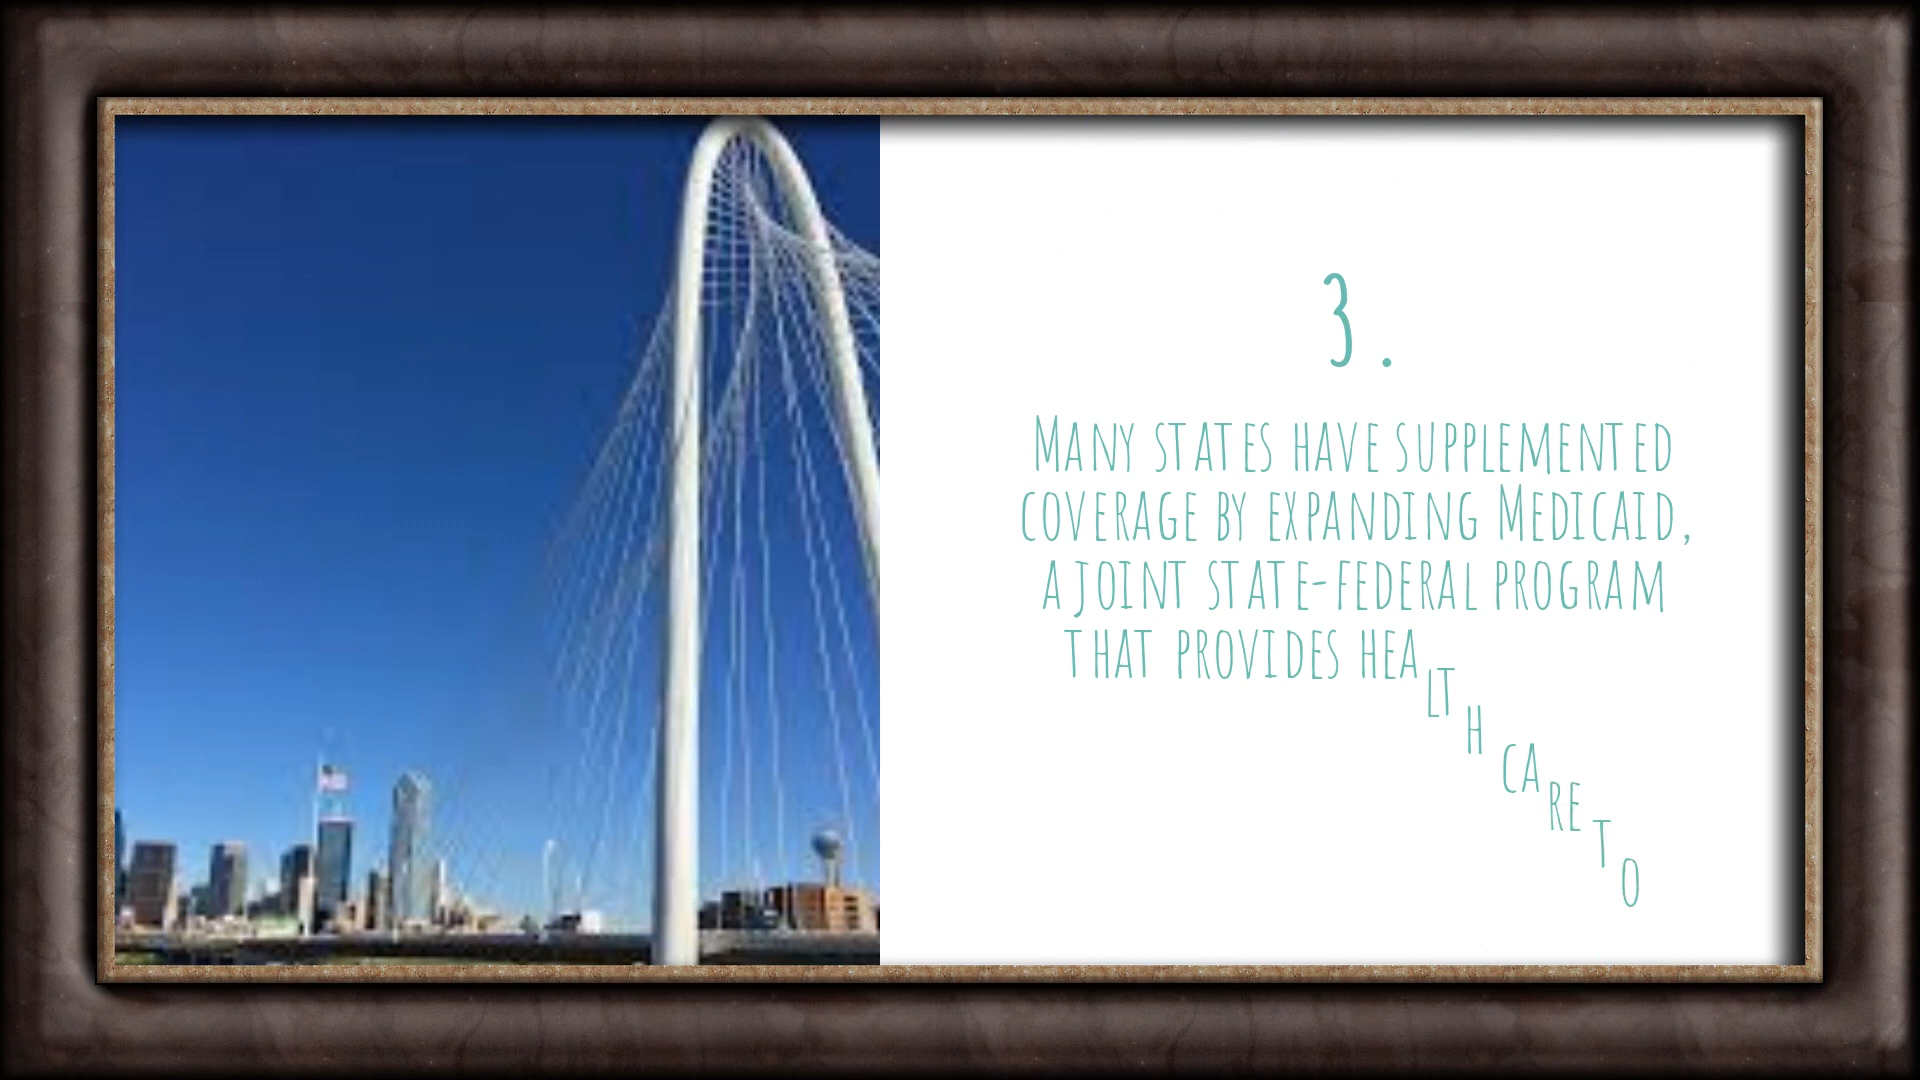 3.
Many states have supplemented
coverage by expanding Medicaid,
a joint state-federal program
that provides health care to